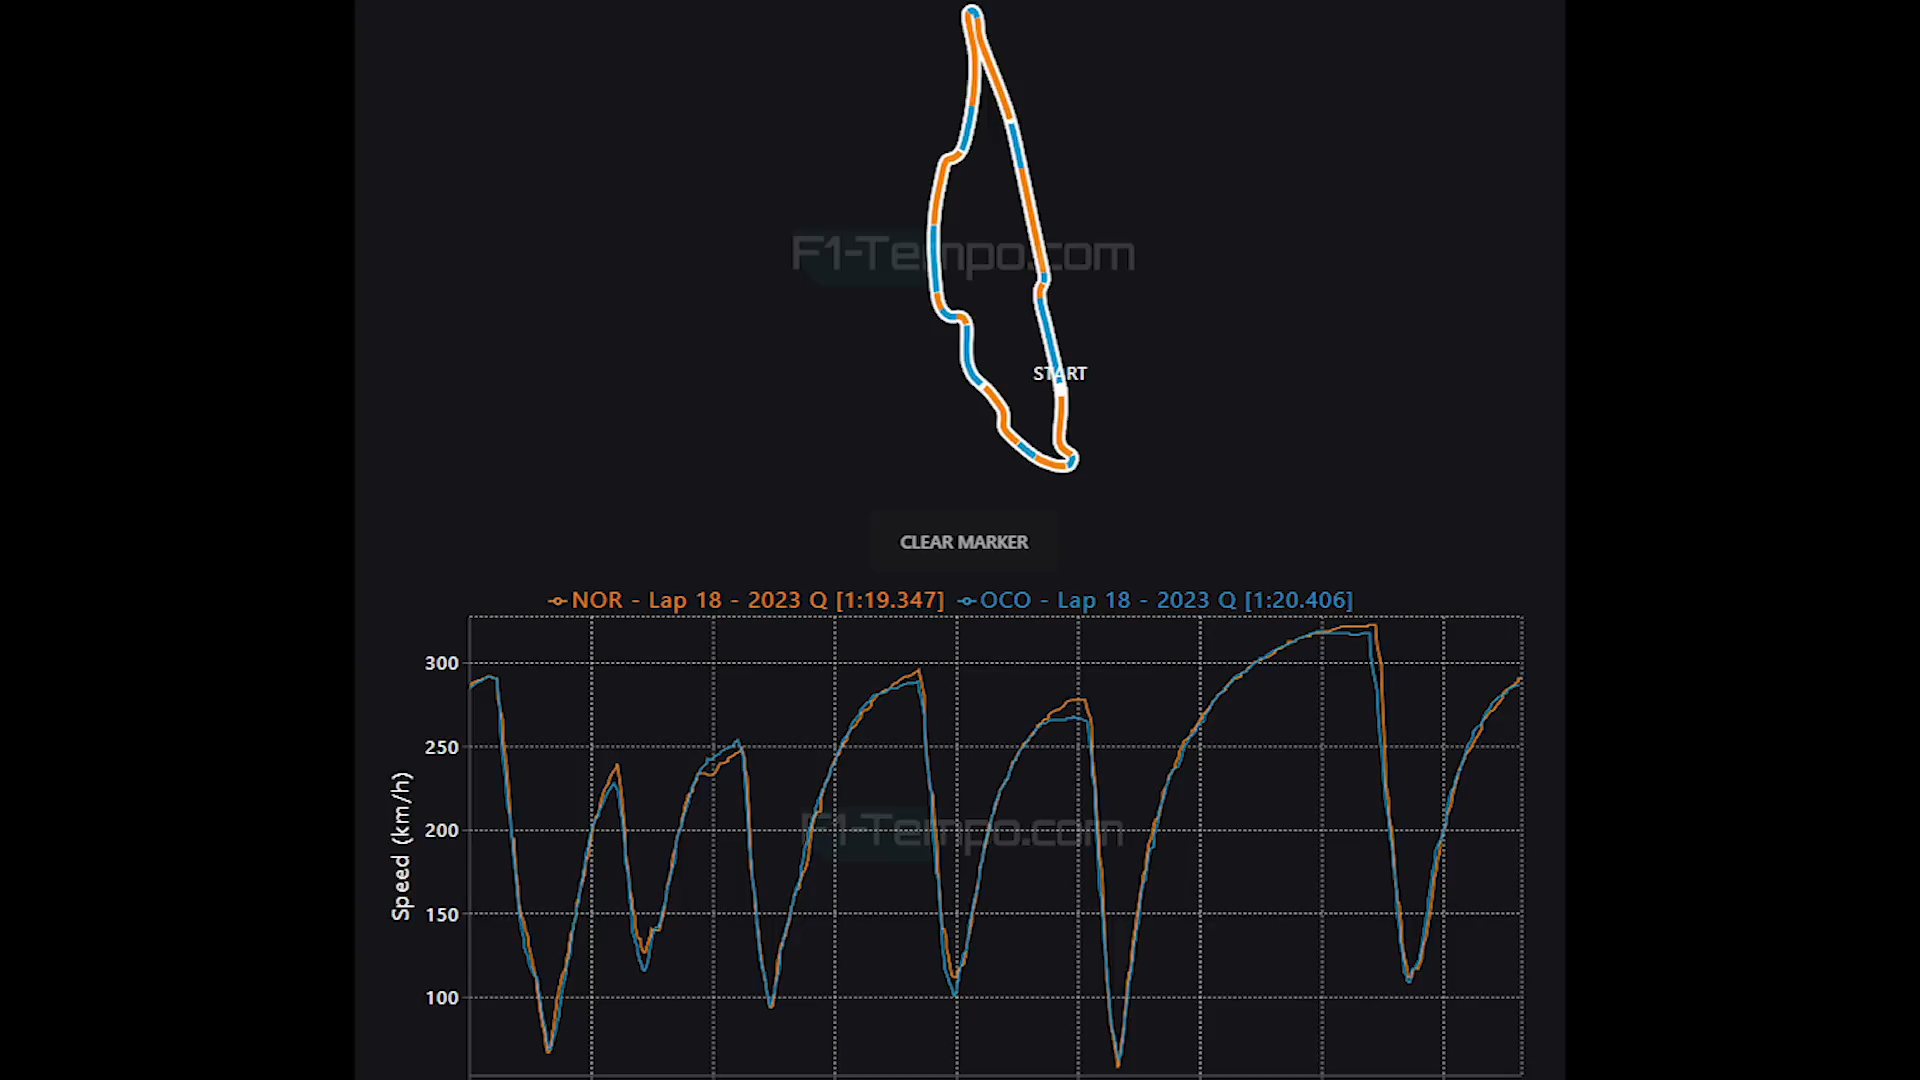 F1-Tempo.com
START
CLEAR MARKER
NOR - Lap 18 - 2023 Q [1:19.347] OCO - Lap 18 - 2023 Q [1:20.406]
300
250
200
150
100
Speed (km/h)
F1-Tempo.com